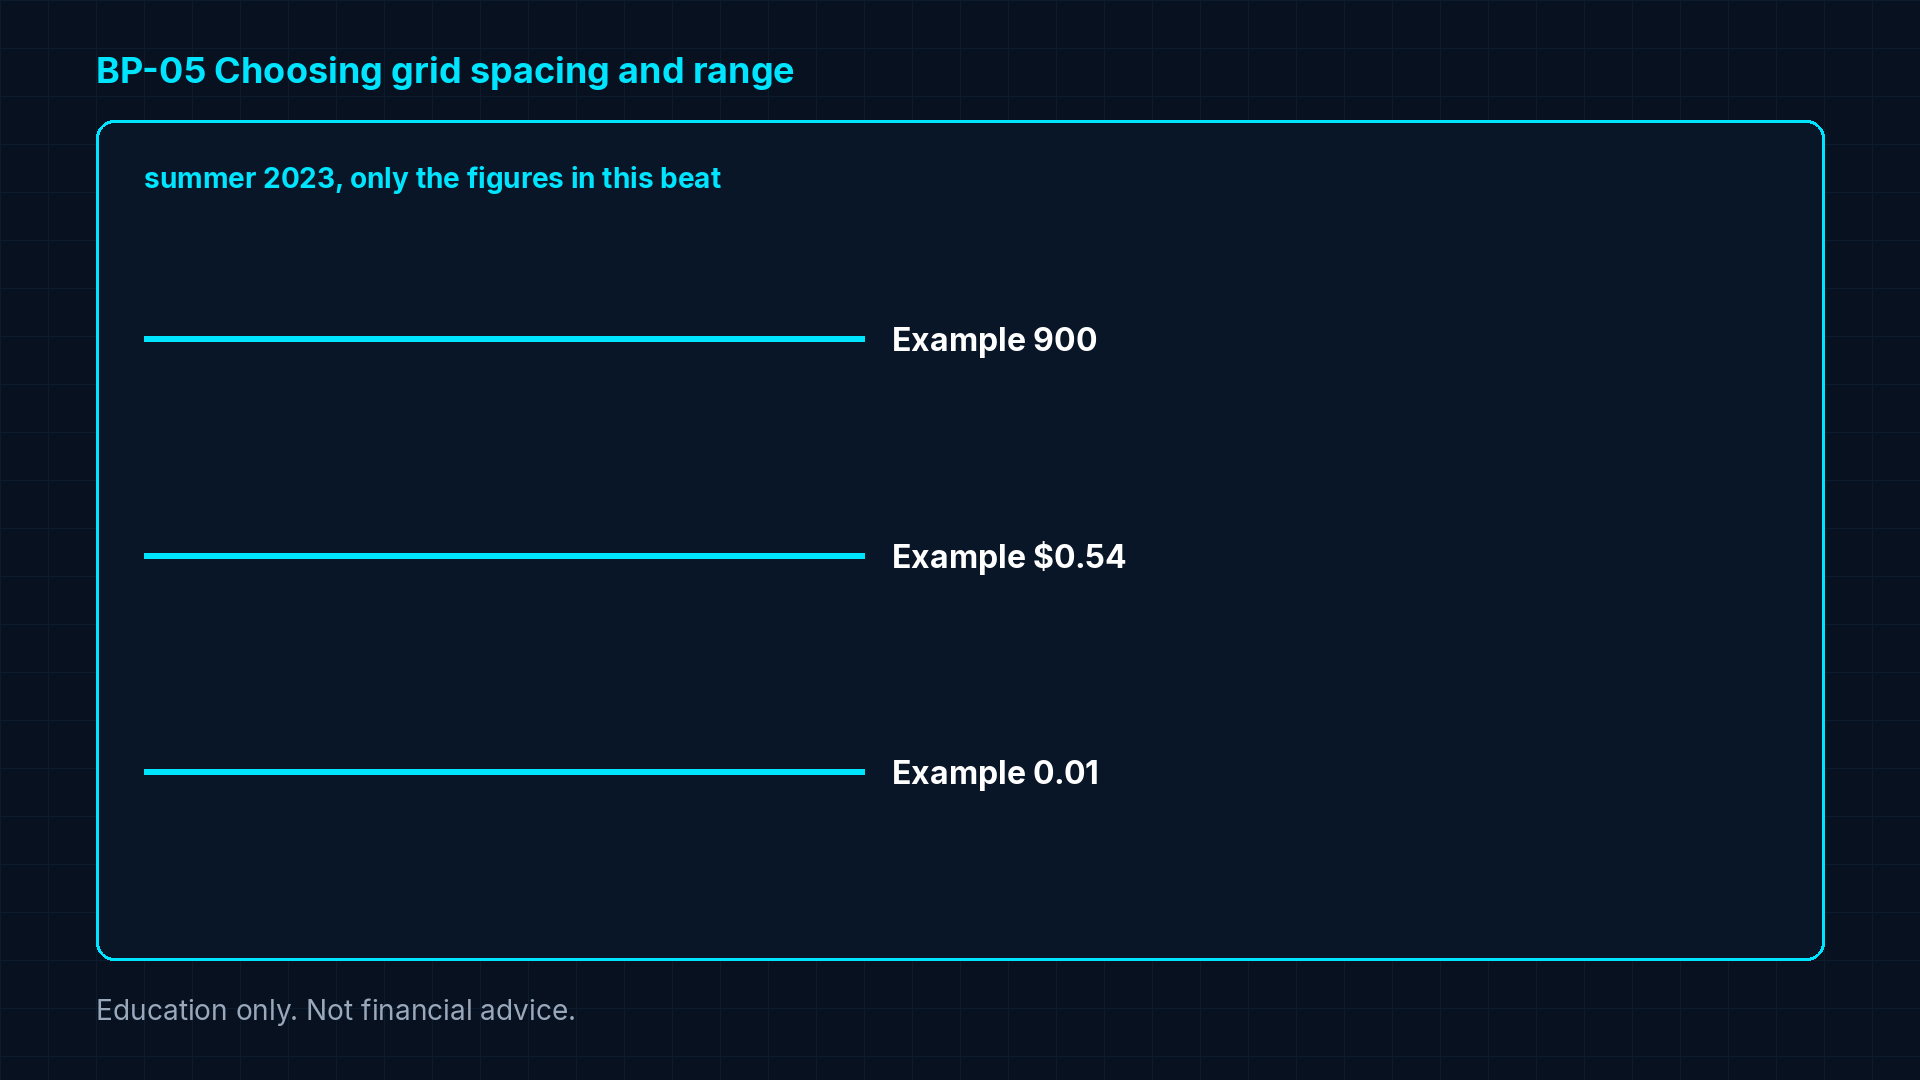 BP-05 Choosing grid spacing and range
summer 2023, only the figures in this beat
Example 900
Example $0.54
Example 0.01
Education only. Not financial advice.